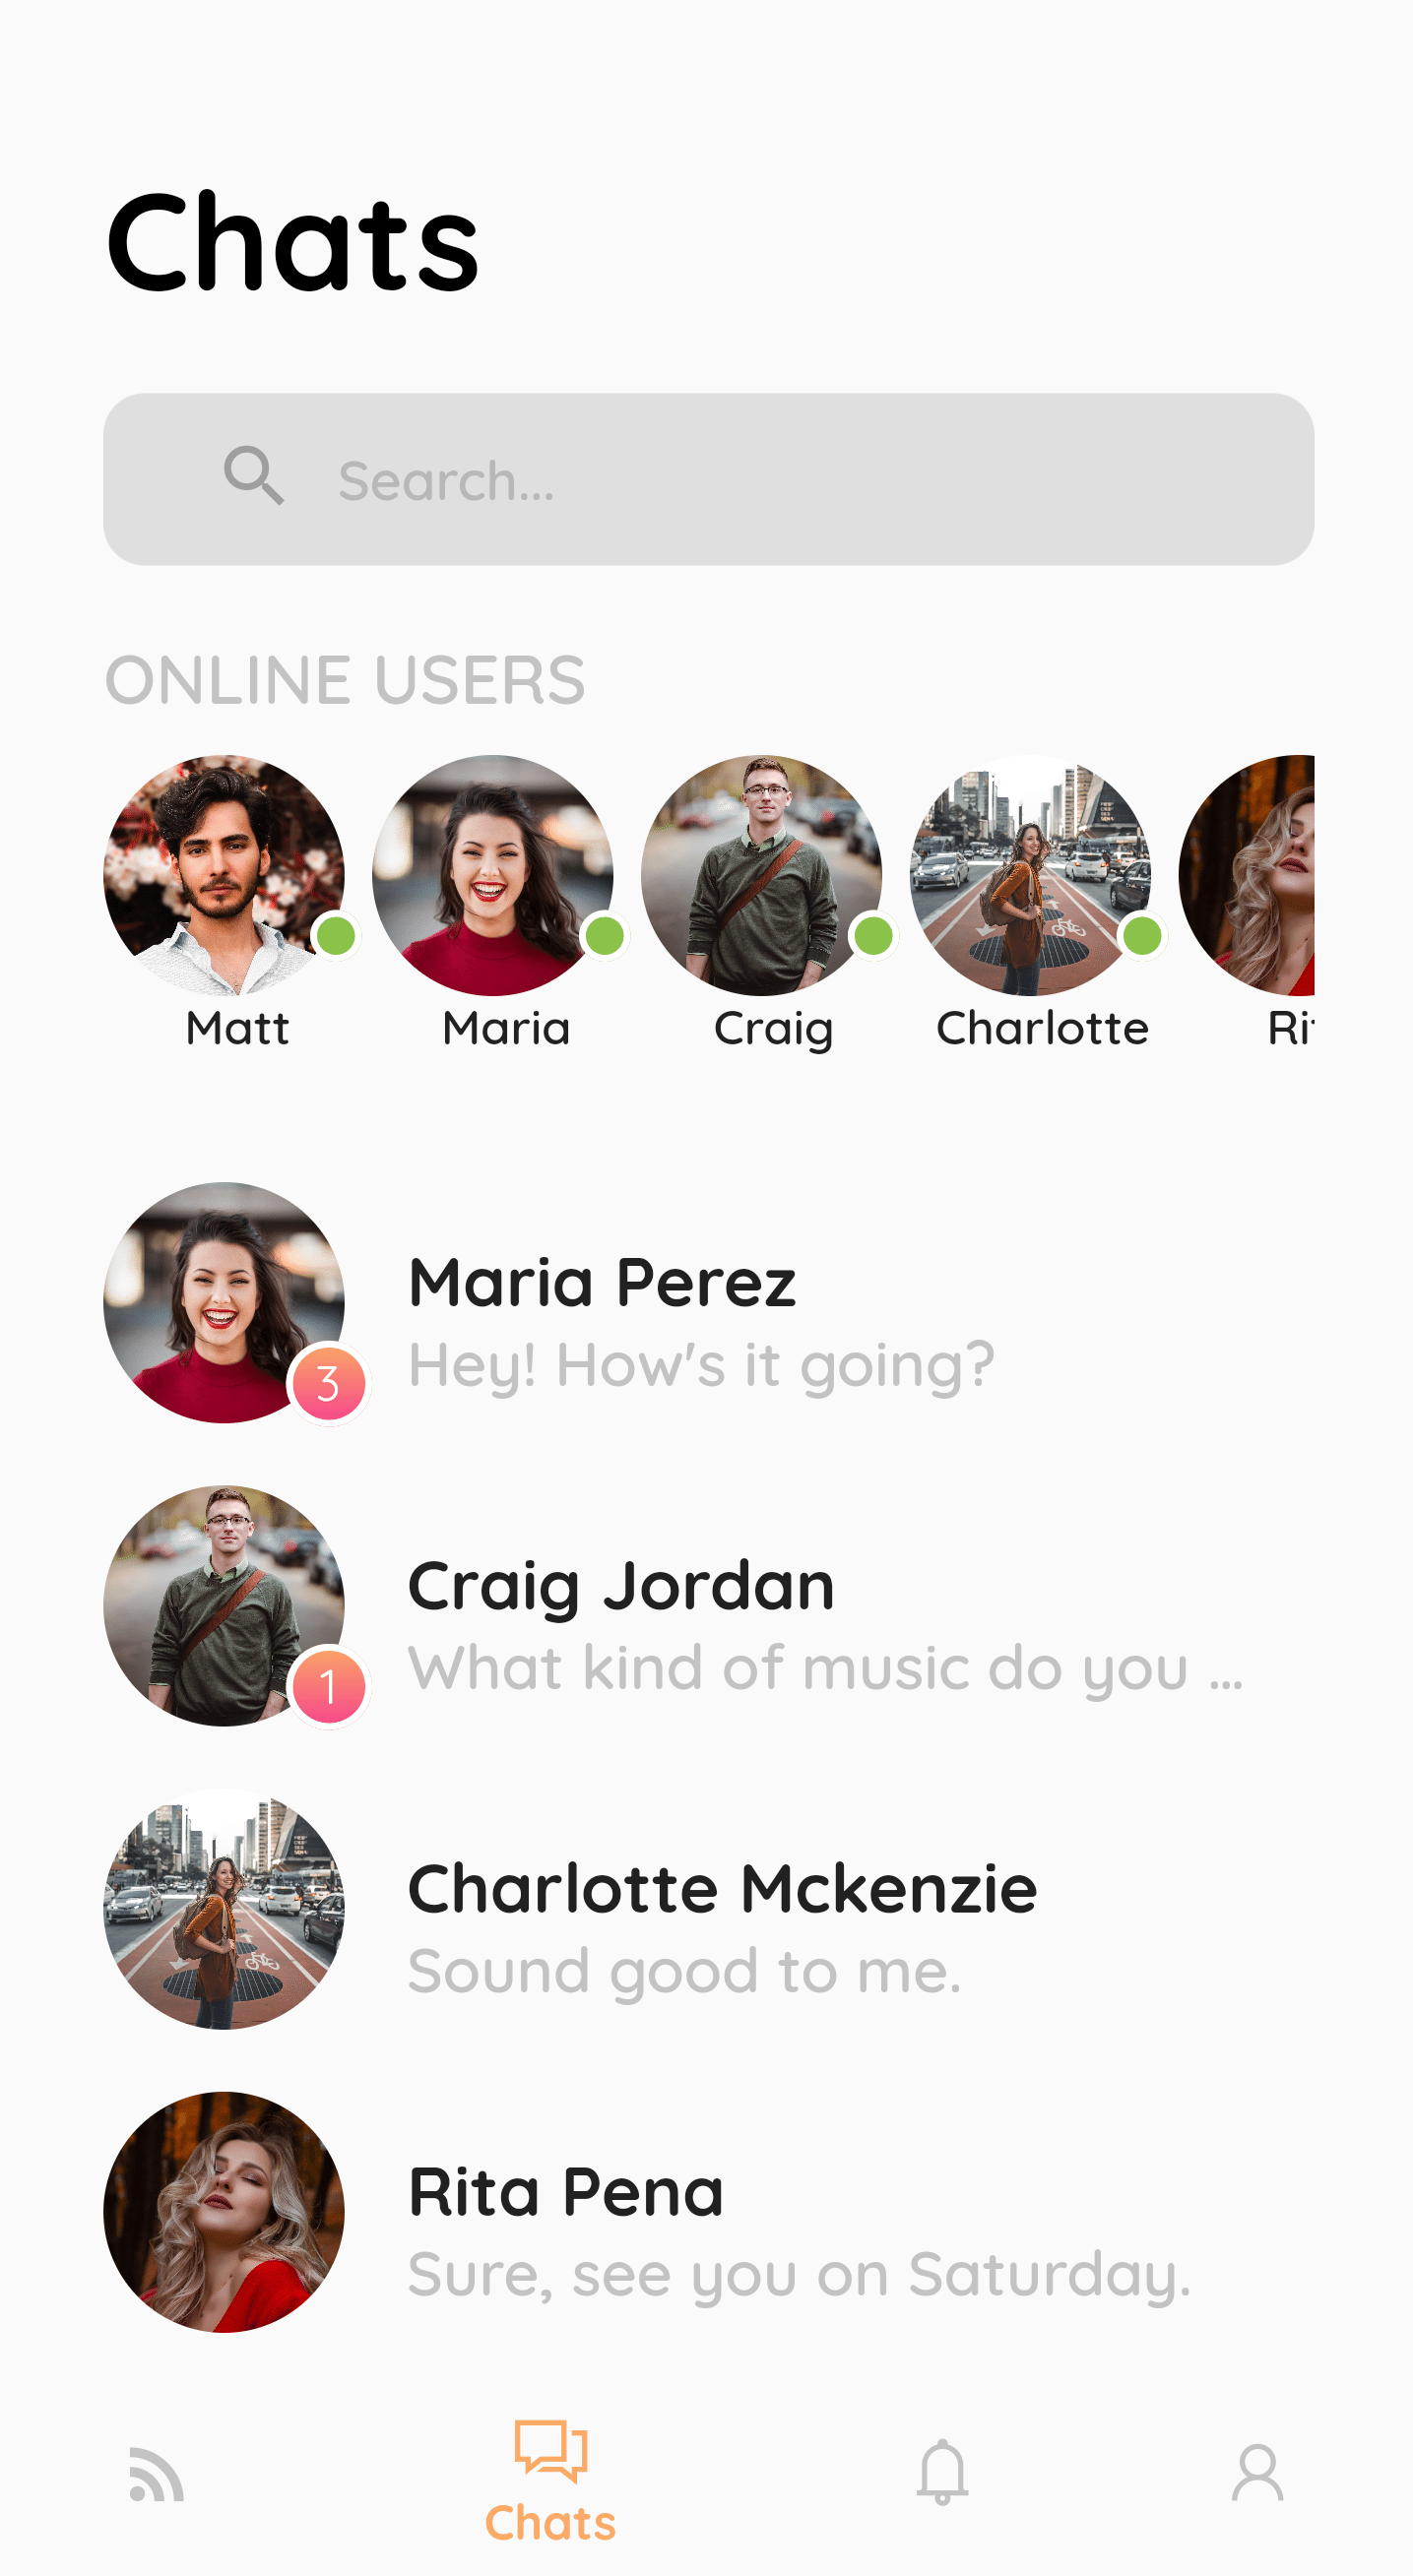 Chats
Search...
ONLINE USERS
Matt Maria Craig Charlotte
3
Maria Perez
Hey! How's it going?
1
Craig Jordan
What kind of music do you ...
Charlotte Mckenzie
Sound good to me.
Rita Pena
Sure, see you on Saturday.
Chats